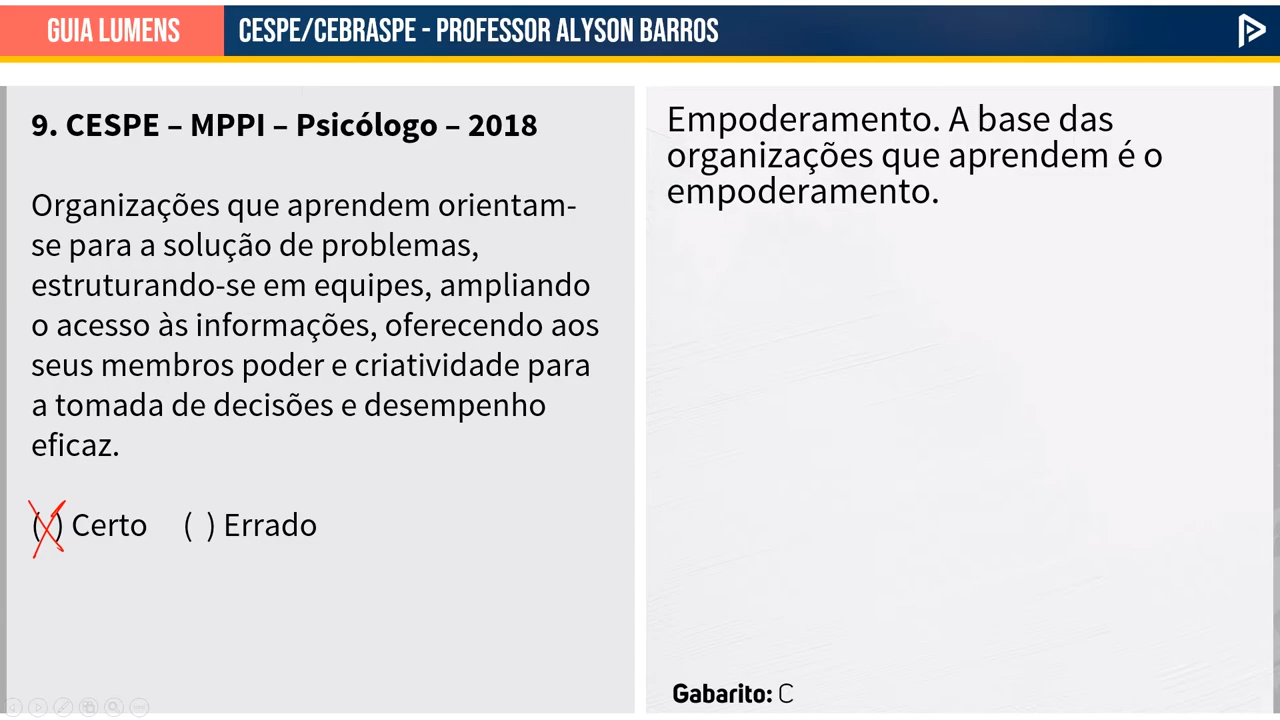 GUIA LUMENS
CESPE/CEBRASPE - PROFESSOR ALYSON BARROS
9. CESPE – MPPI – Psicólogo – 2018
Organizações que aprendem orientam-
se para a solução de problemas,
estruturando-se em equipes, ampliando
o acesso às informações, oferecendo aos
seus membros poder e criatividade para
a tomada de decisões e desempenho
eficaz.
( ) Certo ( ) Errado
Empoderamento. A base das
organizações que aprendem é o
empoderamento.
Gabarito: C